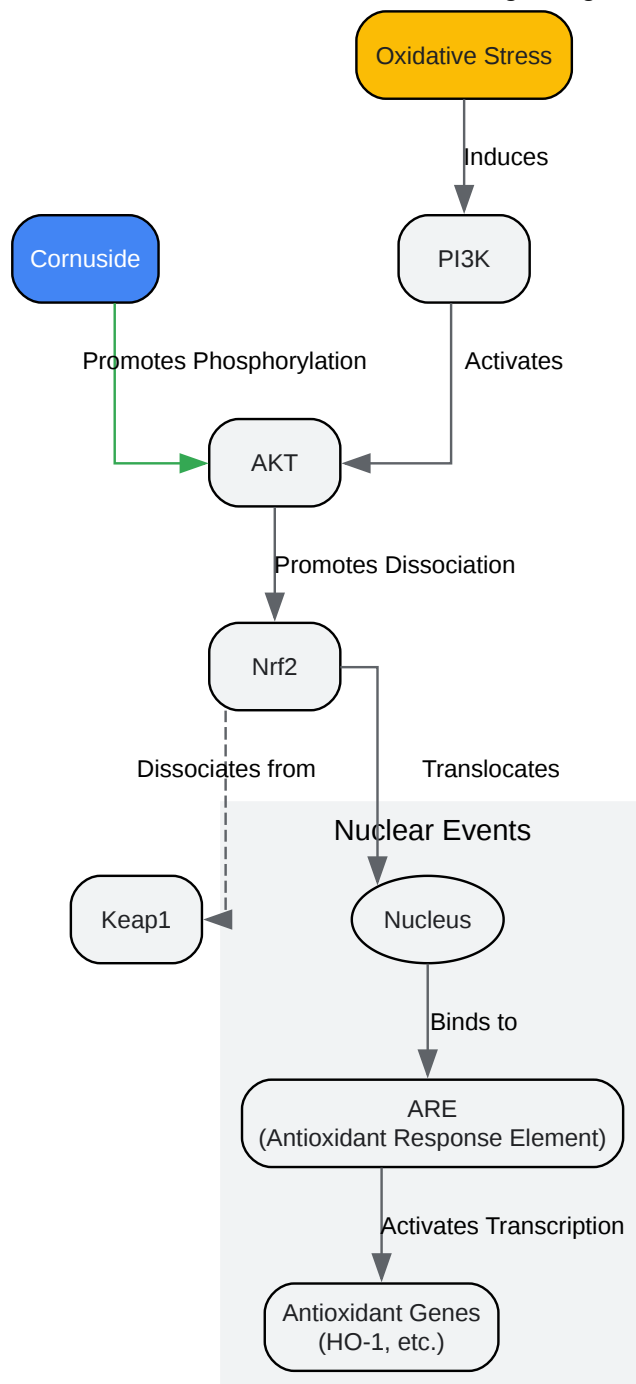 Oxidative Stress
Induces
Cornuside
PI3K
Promotes Phosphorylation
Activates
AKT
Promotes Dissociation
Nrf2
Dissociates from
Translocates
Nuclear Events
Keap1
Nucleus
Binds to
ARE
(Antioxidant Response Element)
Activates Transcription
Antioxidant Genes
(HO-1, etc.)